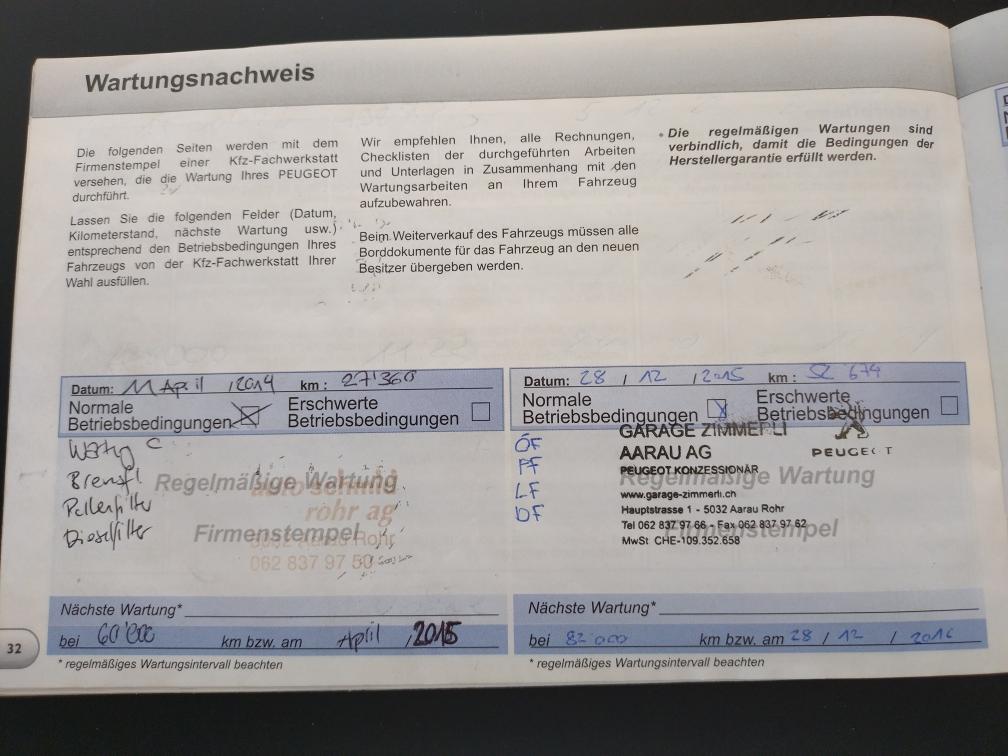 Wartungsnachweis
Die folgenden Seiten werden mit dem
Firmenstempel einer Kfz-Fachwerkstatt
versehen, die die Wartung Ihres PEUGEOT
durchführt.
Lassen Sie die folgenden Felder (Datum,
Kilometerstand, nächste Wartung usw.)
entsprechend den Betriebsbedingungen Ihres
Fahrzeugs von der Kfz-Fachwerkstatt Ihrer
Wahl ausfüllen.
Wir empfehlen Ihnen, alle Rechnungen,
Checklisten der durchgeführten Arbeiten
und Unterlagen in Zusammenhang mit den
Wartungsarbeiten an Ihrem Fahrzeug
aufzubewahren.
Beim Weiterverkauf des Fahrzeugs müssen alle
Borddokumente für das Fahrzeug an den neuen
Besitzer übergeben werden.
• Die regelmäßigen Wartungen sind
verbindlich, damit die Bedingungen der
Herstellergarantie erfüllt werden.
Datum: 11 April /2014 km: 27'360
Normale
Betriebsbedingungen
Erschwerte
Betriebsbedingungen
Pollenfilter
Dieselfilter
Regelmäßige Wartung
rohr ag
Firmenstempel
5032 Aarau Rohr
062 837 97 50
Nächste Wartung*
bei 60'000 km bzw. am April /2015
* regelmäßiges Wartungsintervall beachten
Datum: 28 / 12 /2015 km: 52 674
Normale
Betriebsbedingungen X
Erschwerte
Betriebsbedingungen
ÖF
PF
LF
DF
GARAGE ZIMMERLI
AARAU AG
PEUGEOT KONZESSIONÄR
PEUGEOT
Regelmäßige Wartung
www.garage-zimmerli.ch
Hauptstrasse 1 - 5032 Aarau Rohr
Tel 062 837 97 66 - Fax 062 837 97 62
Firmenstempel
MwSt CHE-109.352.658
Nächste Wartung*
bei 82000 km bzw. am 28 / 12 / 2016
* regelmäßiges Wartungsintervall beachten
32